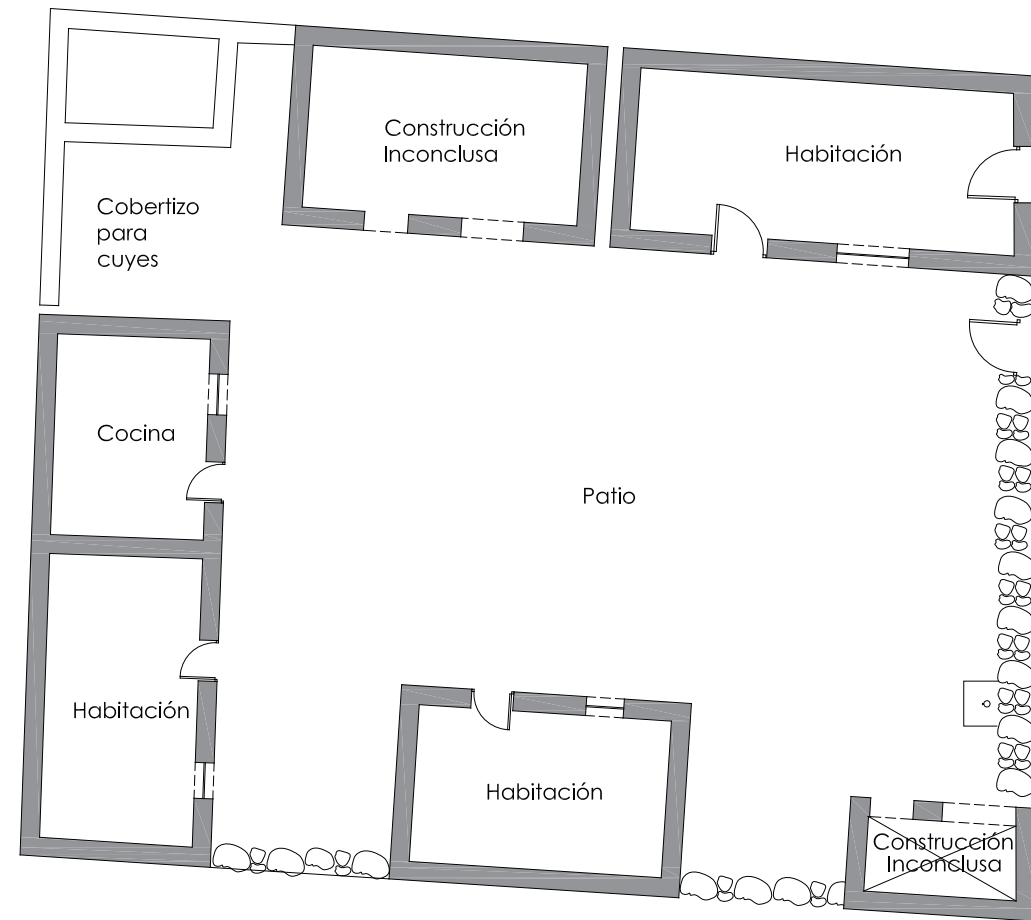 Construcción
Inconclusa
Habitación
Cobertizo
para
cuyes
Cocina
Patio
Habitación
Habitación
Construcción
Inconclusa